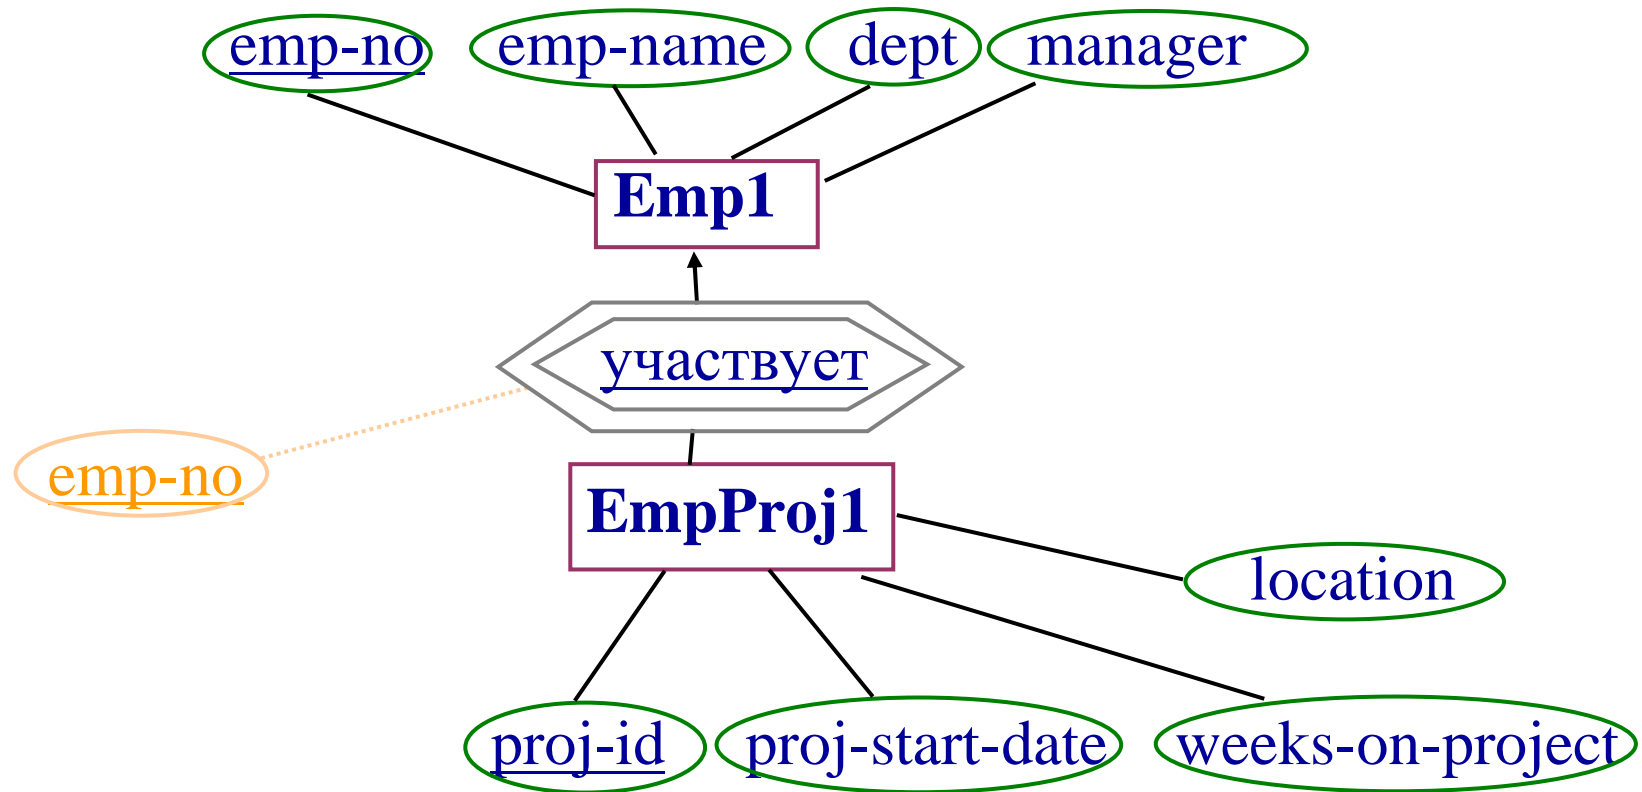 emp-no emp-name dept manager
Emp1
участвует
emp-no
EmpProj1
location
proj-id proj-start-date weeks-on-project